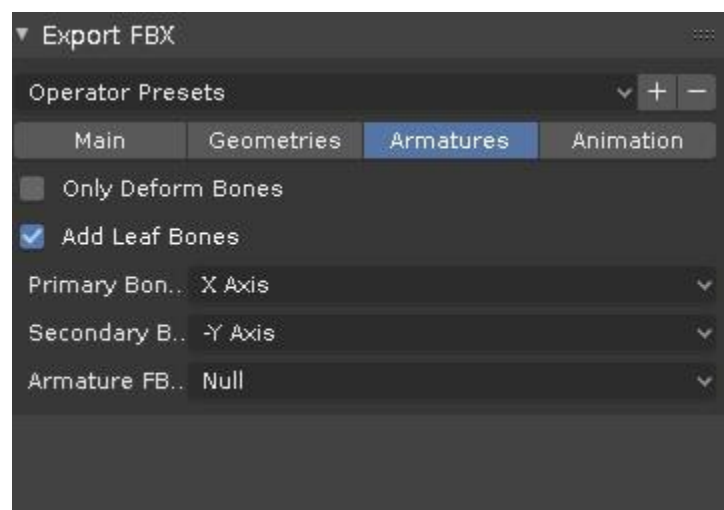 Export FBX
Operator Presets
Main Geometries Armatures Animation
Only Deform Bones
Add Leaf Bones
Primary Bon.. X Axis
Secondary B.. -Y Axis
Armature FB.. Null